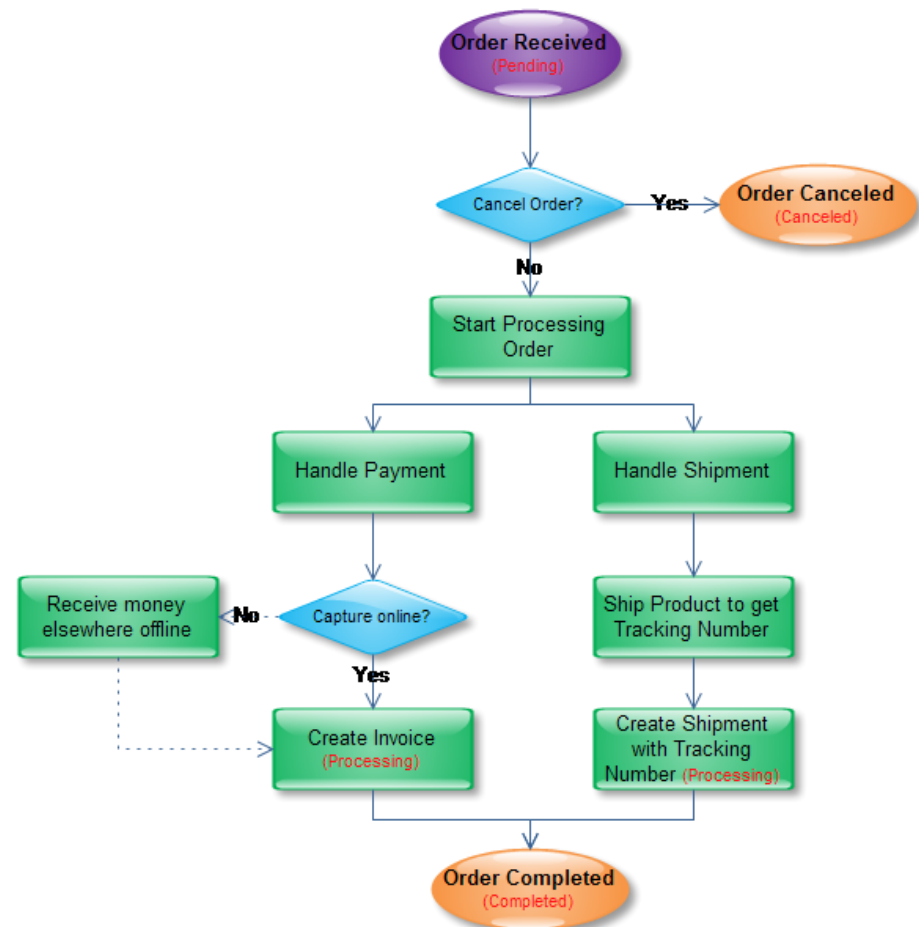 Order Received
(Pending)
Cancel Order?
Yes
Order Canceled
(Canceled)
No
Start Processing
Order
Handle Payment
Handle Shipment
Receive money
elsewhere offline
No
Capture online?
Ship Product to get
Tracking Number
Yes
Create Invoice
(Processing)
Create Shipment
with Tracking
Number (Processing)
Order Completed
(Completed)